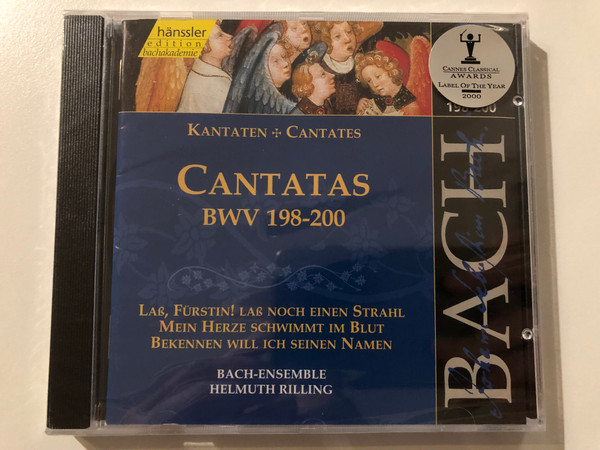 hänssler
edition
bachakademie
CANNES CLASSICAL
AWARDS
LABEL OF THE YEAR
2000
198-200
KANTATEN + CANTATES
CANTATAS
BWV 198-200
LAß, FÜRSTIN! LAß NOCH EINEN STRAHL
MEIN HERZE SCHWIMMT IM BLUT
BEKENNEN WILL ICH SEINEN NAMEN
BACH-ENSEMBLE
HELMUTH RILLING
BACH